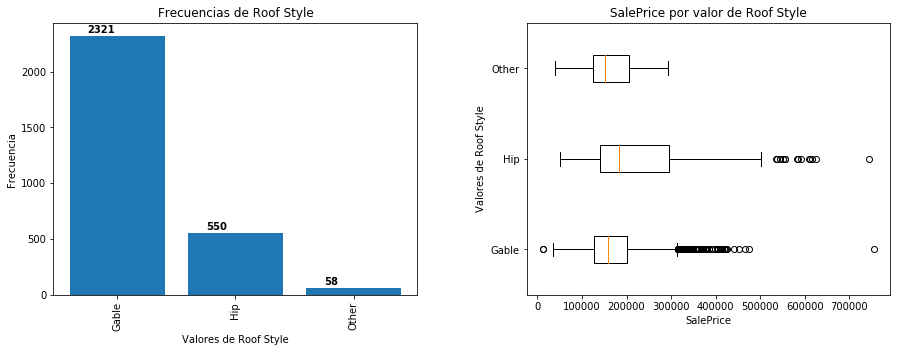 Frecuencias de Roof Style
2321
550
58
2000
1500
1000
500
0
Frecuencia
Gable
Hip
Other
Valores de Roof Style
SalePrice por valor de Roof Style
Other
Hip
Gable
Valores de Roof Style
0 100000 200000 300000 400000 500000 600000 700000
SalePrice